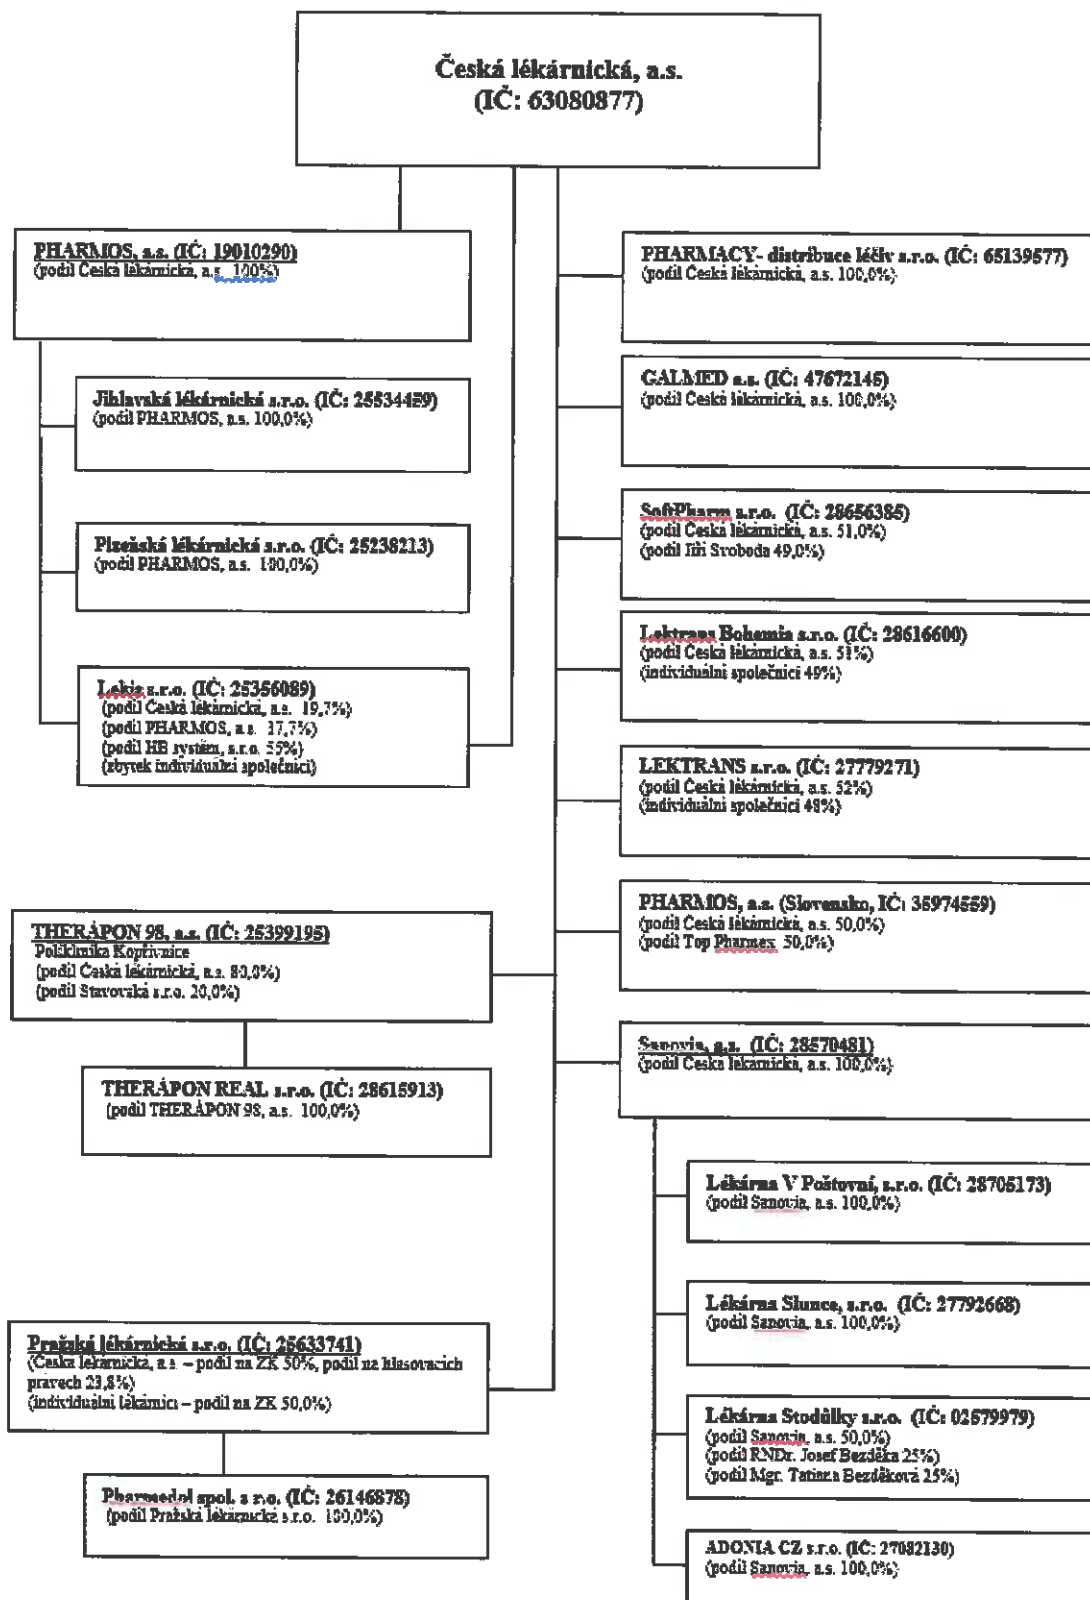 Česká lékárnická, a.s.
(IČ: 63080877)
PHARMOS, a.s. (IČ: 19010290)
(podíl Česká lékárnická, a.s. 100%)
Jihlavská lékárnická s.r.o. (IČ: 25534459)
(podíl PHARMOS, a.s. 100,0%)
Plzeňská lékárnická s.r.o. (IČ: 25238213)
(podíl PHARMOS, a.s. 100,0%)
Lekis s.r.o. (IČ: 25356089)
(podíl Česká lékárnická, a.s. 19,7%)
(podíl PHARMOS, a.s. 17,7%)
(podíl HB systém, s.r.o. 55%)
(zbytek individuální společníci)
THERÁPON 98, a.s. (IČ: 25399195)
Poliklinika Kopřivnice
(podíl Česká lékárnická, a.s. 80,0%)
(podíl Stavovská s.r.o. 20,0%)
THERÁPON REAL s.r.o. (IČ: 28615913)
(podíl THERÁPON 98, a.s. 100,0%)
Pražská lékárnická s.r.o. (IČ: 25633741)
(Česká lékárnická, a.s. – podíl na ZK 50%, podíl na hlasovacích
právech 23,8%)
(individuální lékárníci – podíl na ZK 50,0%)
Pharmedol spol. s r.o. (IČ: 26146878)
(podíl Pražská lékárnická s.r.o. 100,0%)
PHARMACY- distribuce léčiv s.r.o. (IČ: 65139577)
(podíl Česká lékárnická, a.s. 100,0%)
GALMED a.s. (IČ: 47672145)
(podíl Česká lékárnická, a.s. 100,0%)
SoftPharm s.r.o. (IČ: 28656385)
(podíl Česká lékárnická, a.s. 51,0%)
(podíl Jiří Svoboda 49,0%)
Lektrans Bohemia s.r.o. (IČ: 28616600)
(podíl Česká lékárnická, a.s. 51%)
(individuální společníci 49%)
LEKTRANS s.r.o. (IČ: 27779271)
(podíl Česká lékárnická, a.s. 52%)
(individuální společníci 48%)
PHARMOS, a.s. (Slovensko, IČ: 35974559)
(podíl Česká lékárnická, a.s. 50,0%)
(podíl Top Pharmex 50,0%)
Sanovia, a.s. (IČ: 28570481)
(podíl Česká lékárnická, a.s. 100,0%)
Lékárna V Poštovní, s.r.o. (IČ: 28705173)
(podíl Sanovia, a.s. 100,0%)
Lékárna Slunce, s.r.o. (IČ: 27792668)
(podíl Sanovia, a.s. 100,0%)
Lékárna Stodůlky s.r.o. (IČ: 02579979)
(podíl Sanovia, a.s. 50,0%)
(podíl RNDr. Josef Bezděka 25%)
(podíl Mgr. Tatiana Bezděková 25%)
ADONIA CZ s.r.o. (IČ: 27082130)
(podíl Sanovia, a.s. 100,0%)